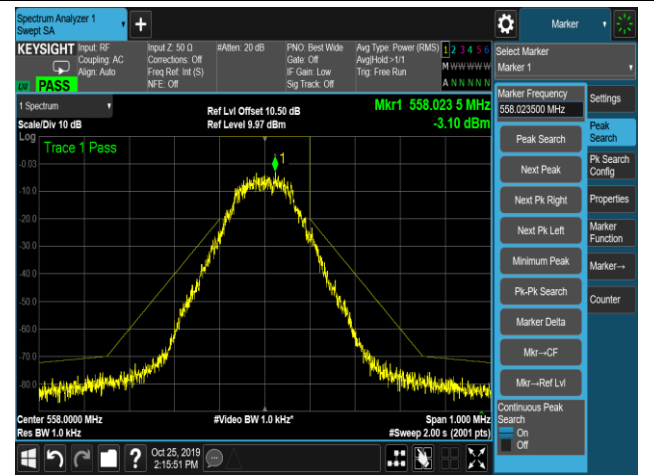 Spectrum Analyzer 1
Swept SA
+
Marker
KEYSIGHT
Input: RF
Coupling: AC
Align: Auto
Input Z: 50 Ω
Corrections: Off
Freq Ref: Int (S)
NFE: Off
#Atten: 20 dB
PNO: Best Wide
Gate: Off
IF Gain: Low
Sig Track: Off
Avg Type: Power (RMS)
Avg|Hold:>1/1
Trig: Free Run
1 2 3 4 5 6
M W W W W W
A N N N N N
LXI PASS
Select Marker
Marker 1
1 Spectrum
Scale/Div 10 dB
Ref Lvl Offset 10.50 dB
Ref Level 9.97 dBm
Mkr1 558.023 5 MHz
-3.10 dBm
Log
Trace 1 Pass
1
-0.03
-10.0
-20.0
-30.0
-40.0
-50.0
-60.0
-70.0
-80.0
Center 558.0000 MHz
Res BW 1.0 kHz
#Video BW 1.0 kHz*
Span 1.000 MHz
#Sweep 2.00 s (2001 pts)
Marker Frequency
558.023500 MHz
Peak Search
Next Peak
Next Pk Right
Next Pk Left
Minimum Peak
Pk-Pk Search
Marker Delta
Mkr→CF
Mkr→Ref Lvl
Continuous Peak
Search
On
Off
Settings
Peak
Search
Pk Search
Config
Properties
Marker
Function
Marker→
Counter
?
Oct 25, 2019
2:15:51 PM